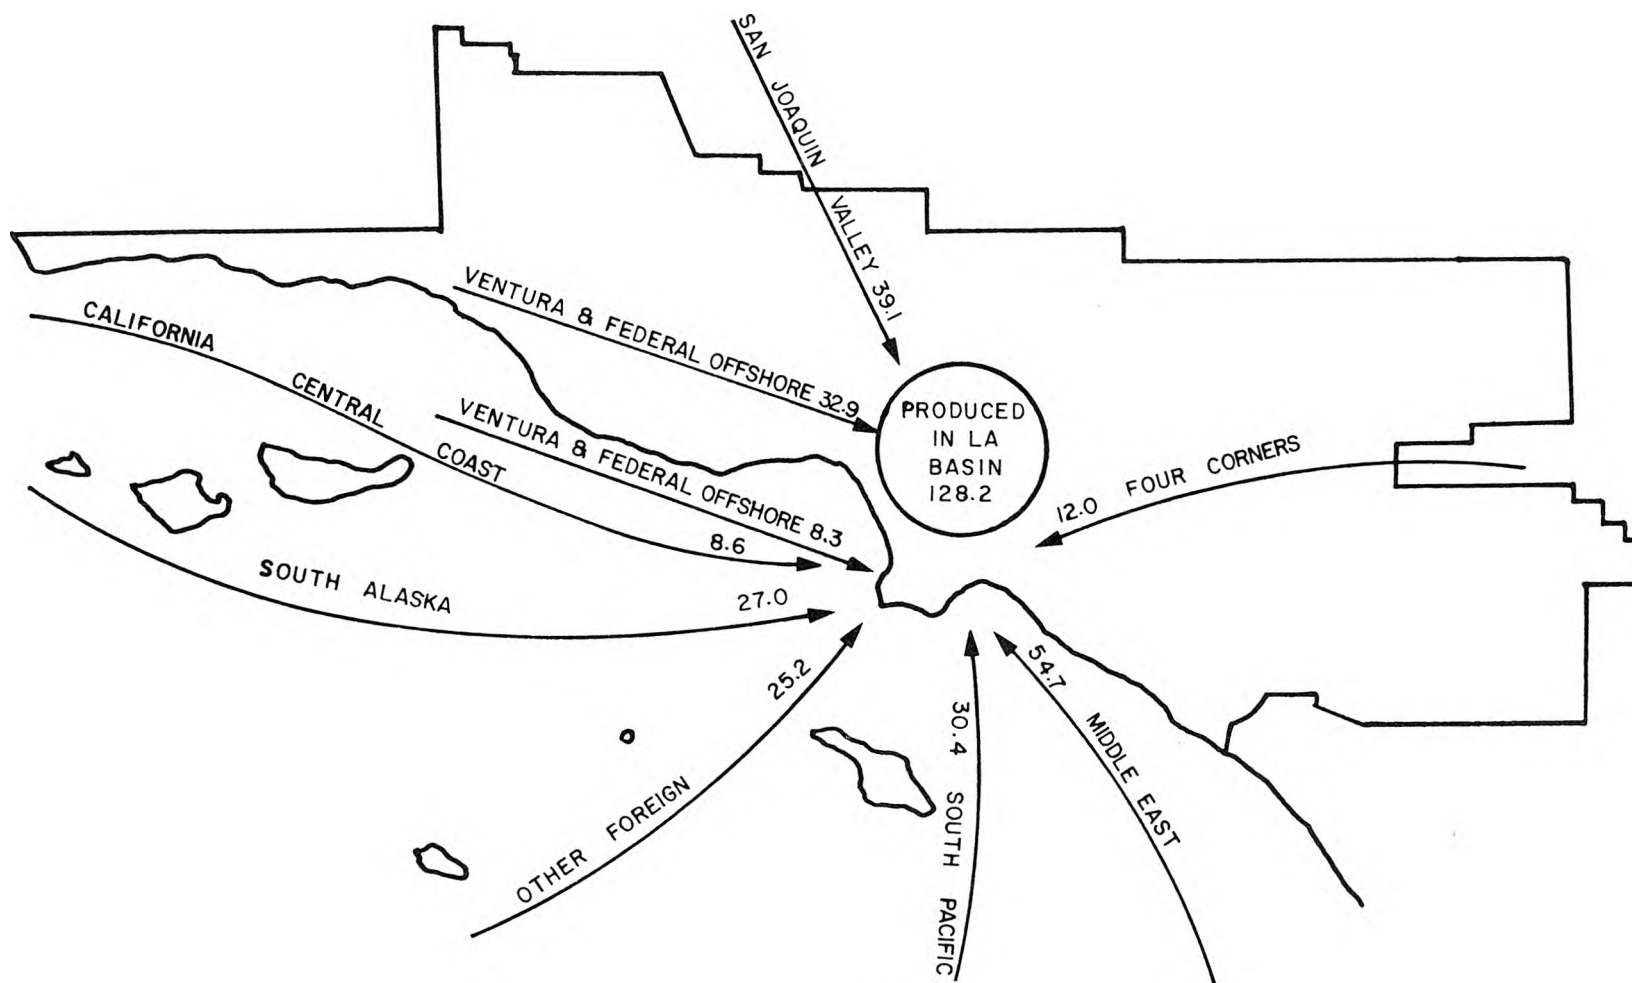 SAN JOAQUIN VALLEY 39.1
VENTURA & FEDERAL OFFSHORE 32.9
CALIFORNIA CENTRAL COAST 8.6
VENTURA & FEDERAL OFFSHORE 8.3
PRODUCED
IN LA
BASIN
128.2
12.0 FOUR CORNERS
SOUTH ALASKA 27.0
OTHER FOREIGN 25.2
30.4 SOUTH PACIFIC
54.7 MIDDLE EAST